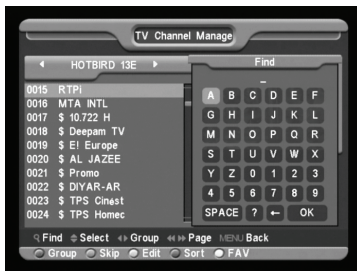 TV Channel Manage
HOTBIRD 13E
Find
0015 RTPi
0016 MTA INTL
0017 $ 10.722 H
0018 $ Deepam TV
0019 $ E! Europe
0020 $ AL JAZEE
0021 $ Promo
0022 $ DIYAR-AR
0023 $ TPS Cinést
0024 $ TPS Homec
_
A B C D E F
G H I J K L
M N O P Q R
S T U V W X
Y Z 0 1 2 3
4 5 6 7 8 9
SPACE ? ← OK
Find Select Group Page MENU Back
Group Skip Edit Sort FAV